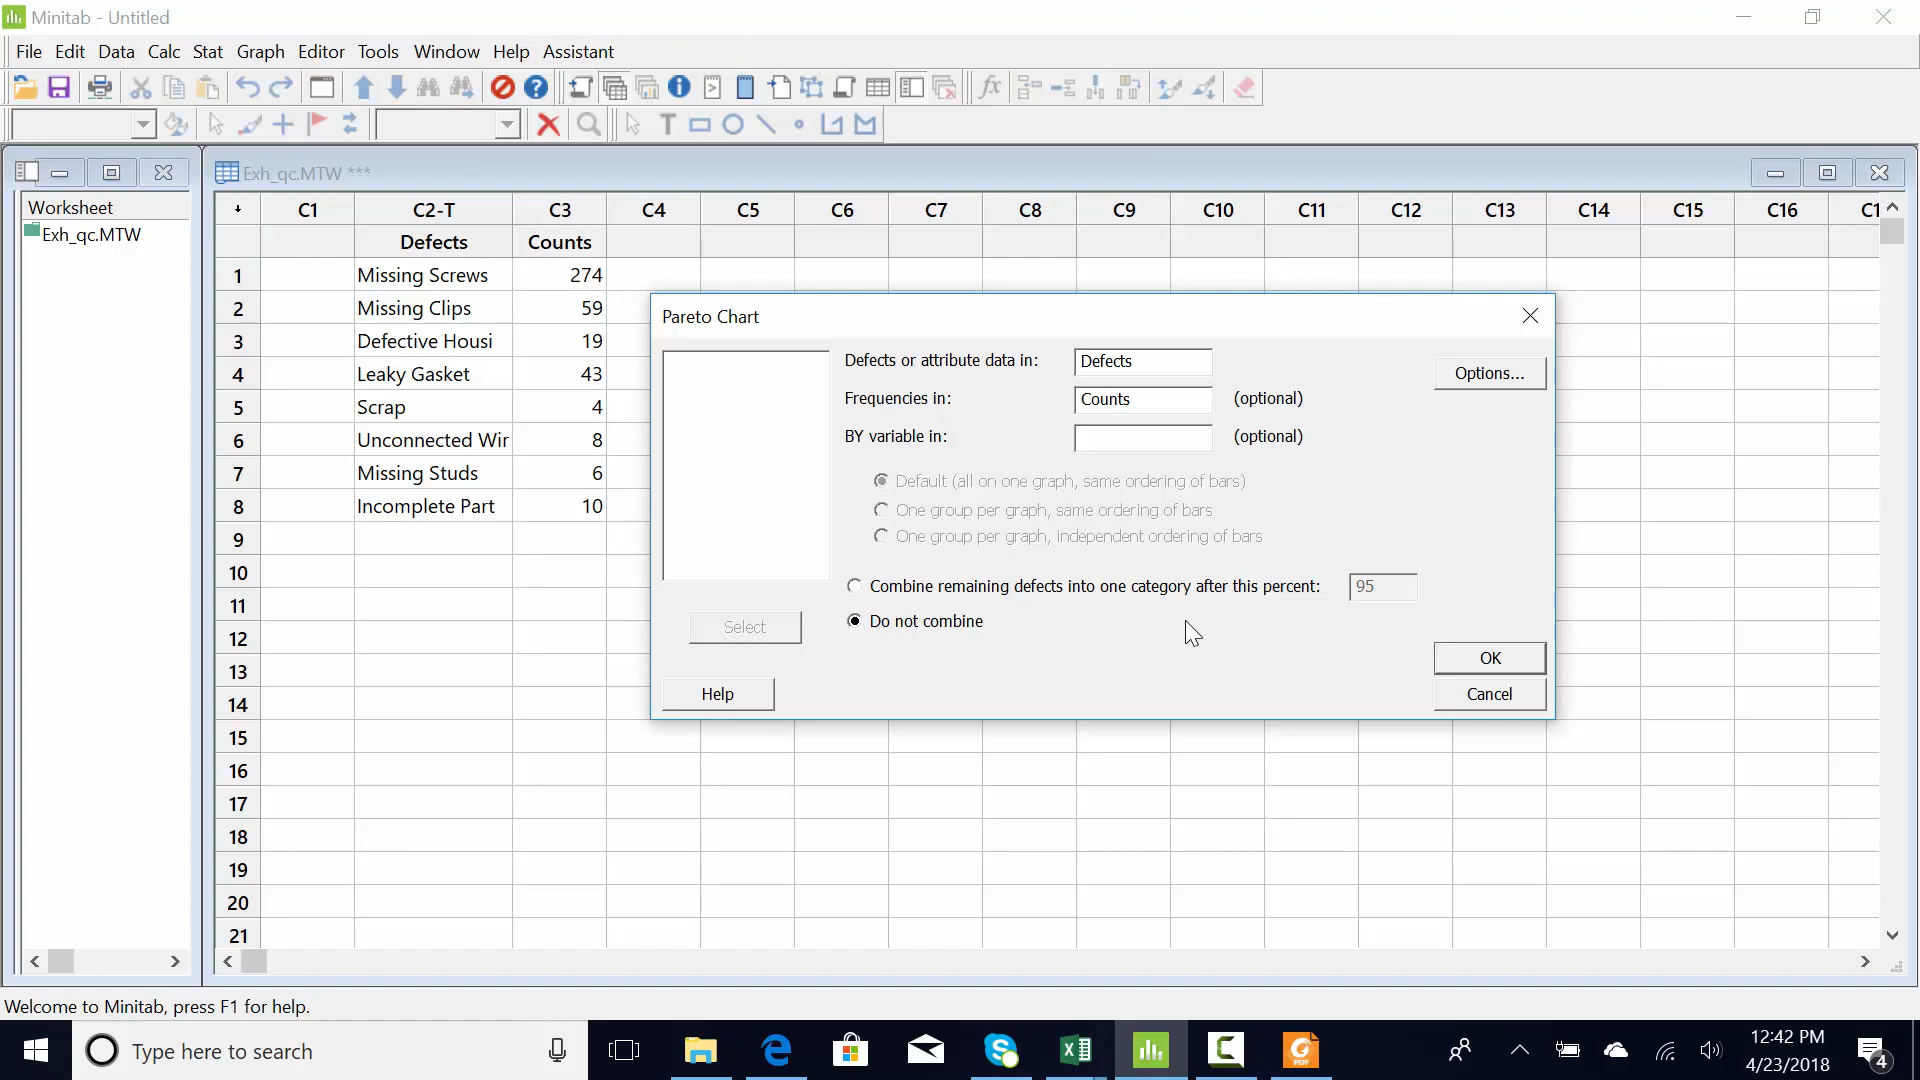 Minitab - Untitled
File Edit Data Calc Stat Graph Editor Tools Window Help Assistant
Worksheet
Exh_qc.MTW
Exh_qc.MTW ***
C1 C2-T C3 C4 C5 C6 C7 C8 C9 C10 C11 C12 C13 C14 C15 C16 C1
Defects Counts
1 Missing Screws 274
2 Missing Clips 59
3 Defective Housi 19
4 Leaky Gasket 43
5 Scrap 4
6 Unconnected Wir 8
7 Missing Studs 6
8 Incomplete Part 10
9
10
11
12
13
14
15
16
17
18
19
20
21
Pareto Chart
Defects or attribute data in: Defects
Frequencies in: Counts (optional)
BY variable in: (optional)
Default (all on one graph, same ordering of bars)
One group per graph, same ordering of bars
One group per graph, independent ordering of bars
Combine remaining defects into one category after this percent: 95
Do not combine
Options...
Select
Help
OK
Cancel
Welcome to Minitab, press F1 for help.
Type here to search
PDF
12:42 PM
4/23/2018
4